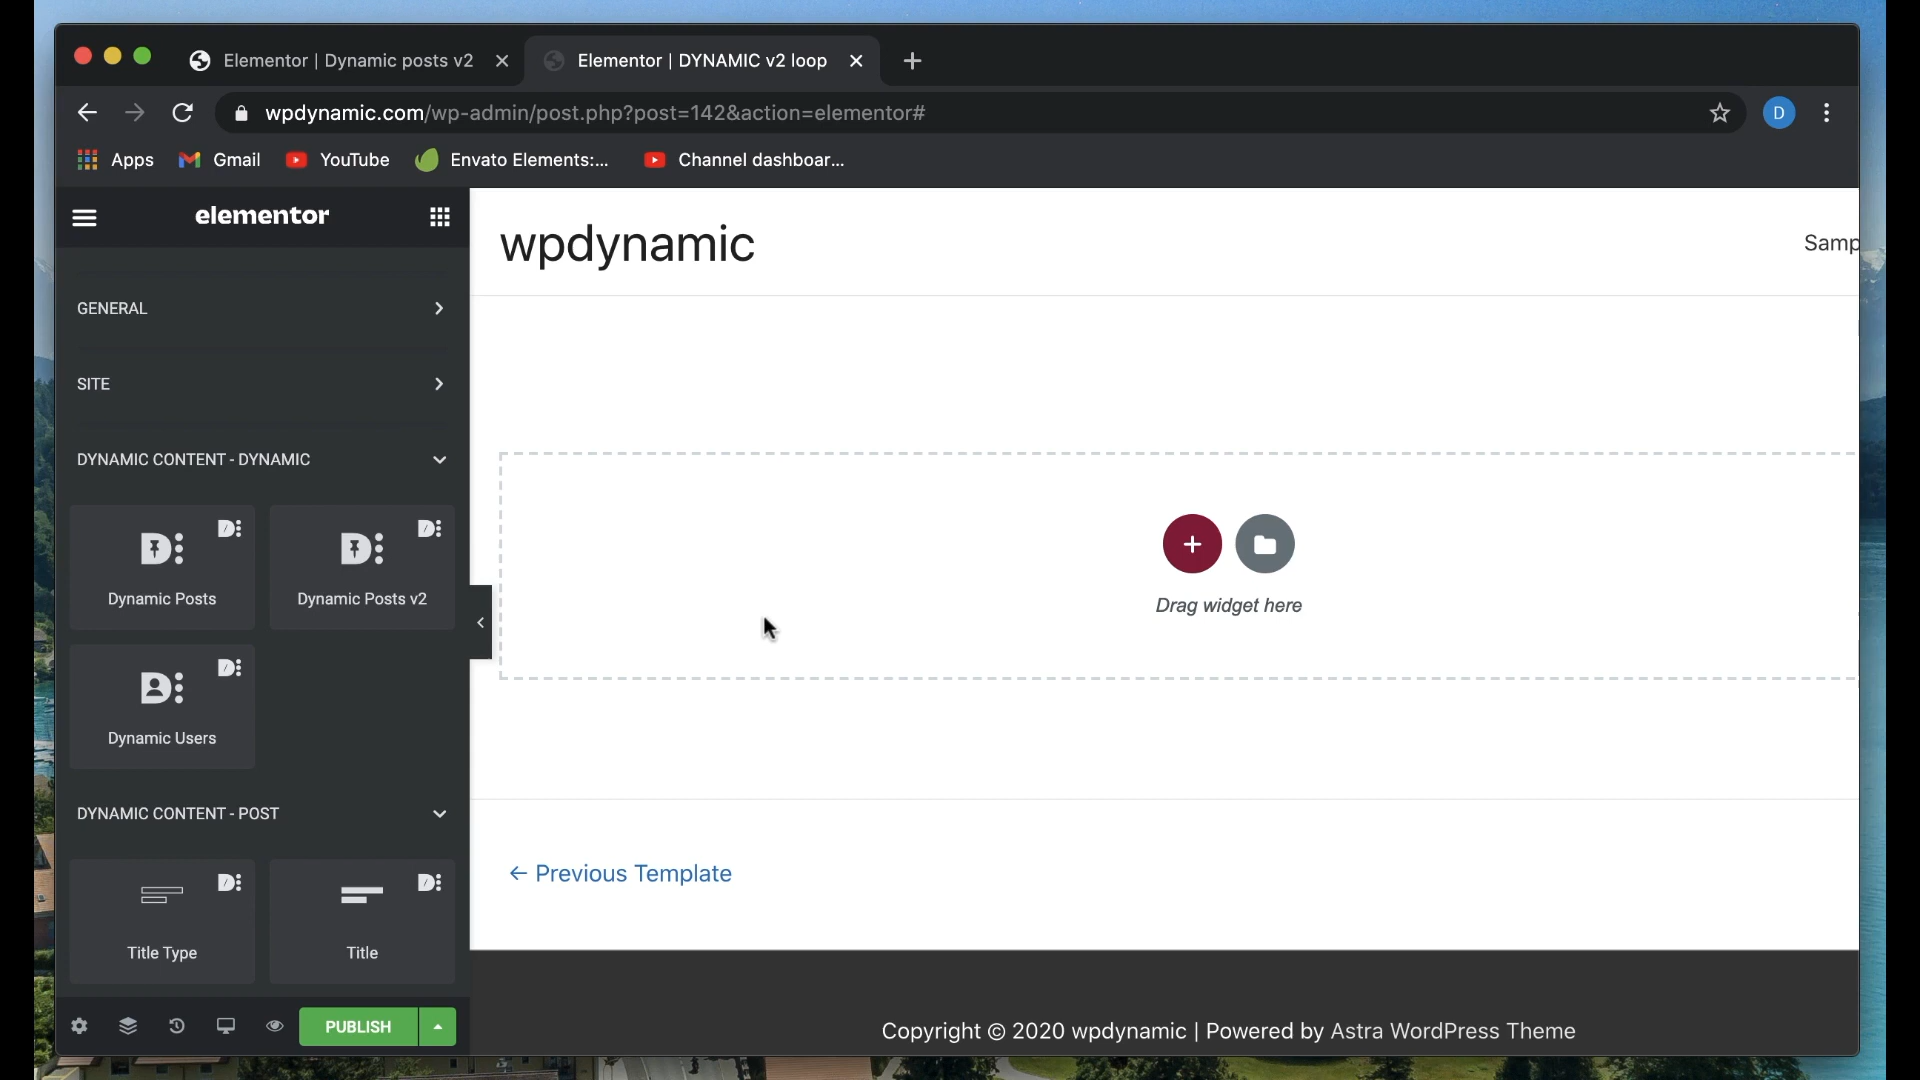 Elementor | Dynamic posts v2
Elementor | DYNAMIC v2 loop
wpdynamic.com/wp-admin/post.php?post=142&action=elementor#
D
Apps
Gmail
YouTube
Envato Elements:...
Channel dashboar...
elementor
wpdynamic
Samp
GENERAL
SITE
DYNAMIC CONTENT - DYNAMIC
Dynamic Posts
Dynamic Posts v2
Drag widget here
Dynamic Users
DYNAMIC CONTENT - POST
← Previous Template
Title Type
Title
PUBLISH
Copyright © 2020 wpdynamic | Powered by Astra WordPress Theme